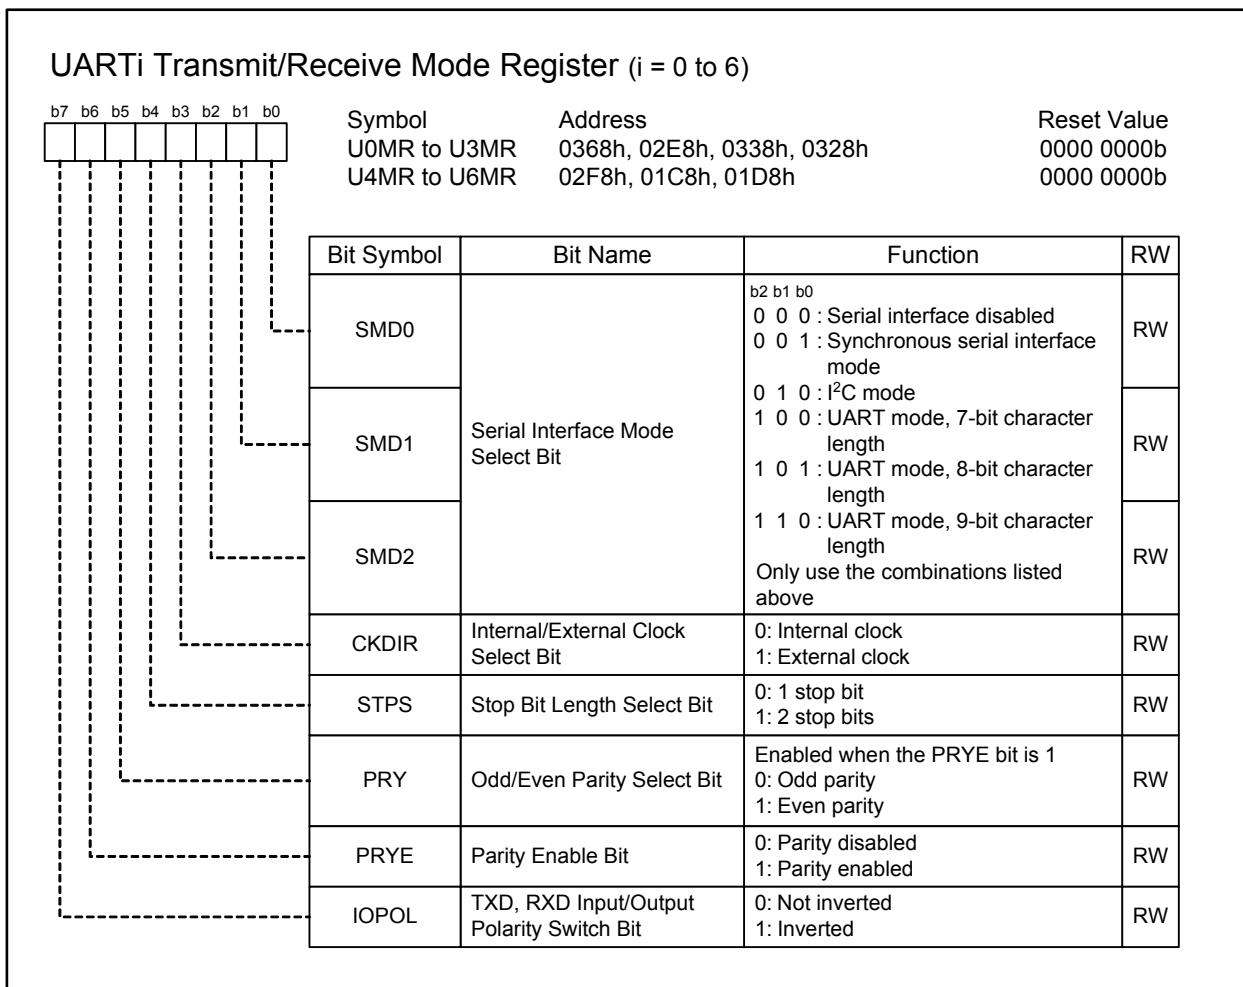 UARTi Transmit/Receive Mode Register (i = 0 to 6)
b7 b6 b5 b4 b3 b2 b1 b0
Symbol Address Reset Value
U0MR to U3MR 0368h, 02E8h, 0338h, 0328h 0000 0000b
U4MR to U6MR 02F8h, 01C8h, 01D8h 0000 0000b
Bit Symbol Bit Name Function RW
SMD0
SMD1
SMD2
Serial Interface Mode
Select Bit
b2 b1 b0
0 0 0 : Serial interface disabled
0 0 1 : Synchronous serial interface
mode
0 1 0 : I²C mode
1 0 0 : UART mode, 7-bit character
length
1 0 1 : UART mode, 8-bit character
length
1 1 0 : UART mode, 9-bit character
length
Only use the combinations listed
above
RW
RW
RW
CKDIR
Internal/External Clock
Select Bit
0: Internal clock
1: External clock
RW
STPS
Stop Bit Length Select Bit
0: 1 stop bit
1: 2 stop bits
RW
PRY
Odd/Even Parity Select Bit
Enabled when the PRYE bit is 1
0: Odd parity
1: Even parity
RW
PRYE
Parity Enable Bit
0: Parity disabled
1: Parity enabled
RW
IOPOL
TXD, RXD Input/Output
Polarity Switch Bit
0: Not inverted
1: Inverted
RW